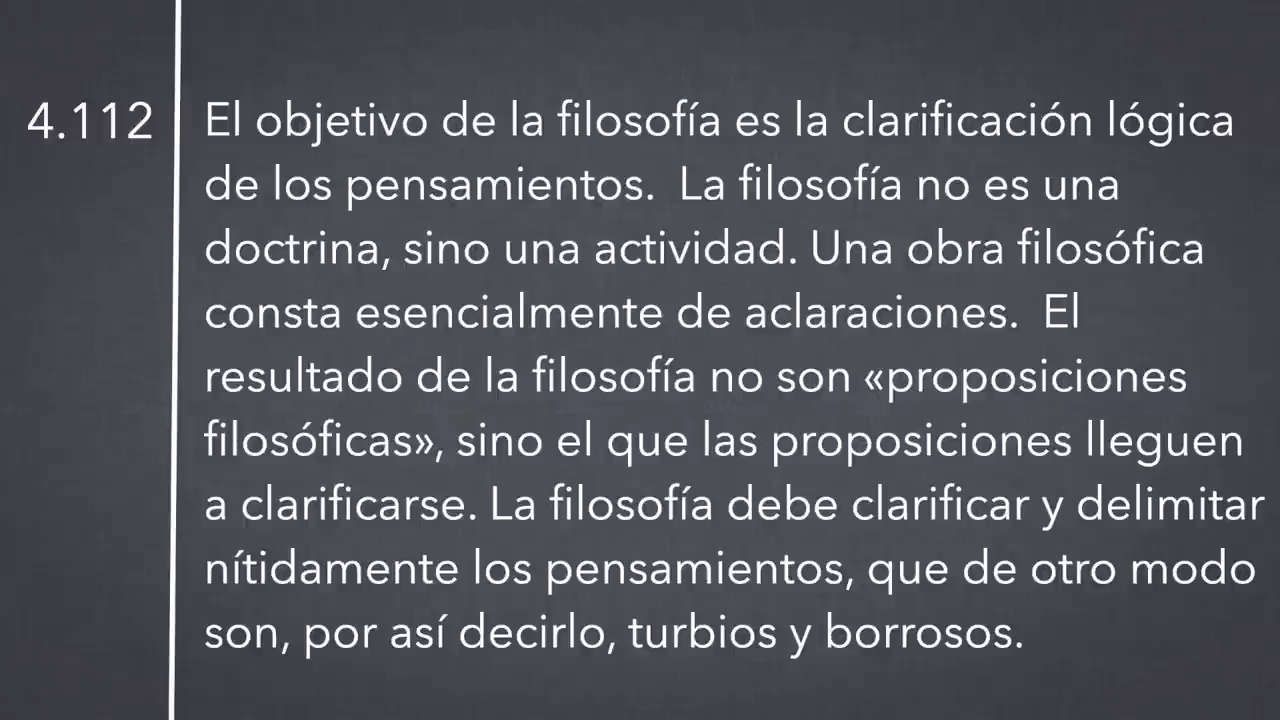 4.112 El objetivo de la filosofía es la clarificación lógica
de los pensamientos. La filosofía no es una
doctrina, sino una actividad. Una obra filosófica
consta esencialmente de aclaraciones. El
resultado de la filosofía no son «proposiciones
filosóficas», sino el que las proposiciones lleguen
a clarificarse. La filosofía debe clarificar y delimitar
nítidamente los pensamientos, que de otro modo
son, por así decirlo, turbios y borrosos.